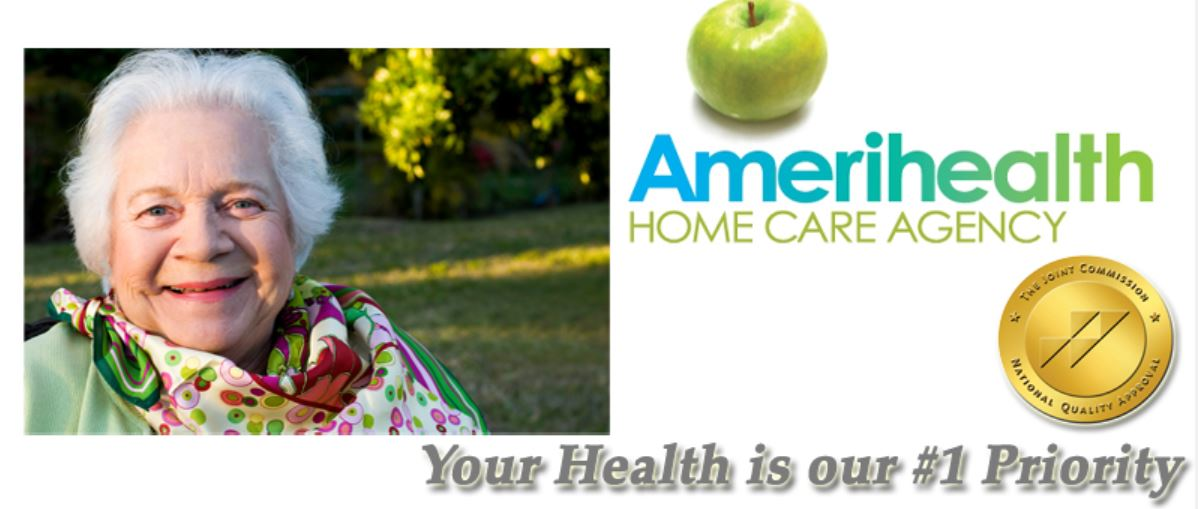 Amerihealth
HOME CARE AGENCY
THE JOINT COMMISSION
NATIONAL QUALITY APPROVAL
Your Health is our #1 Priority